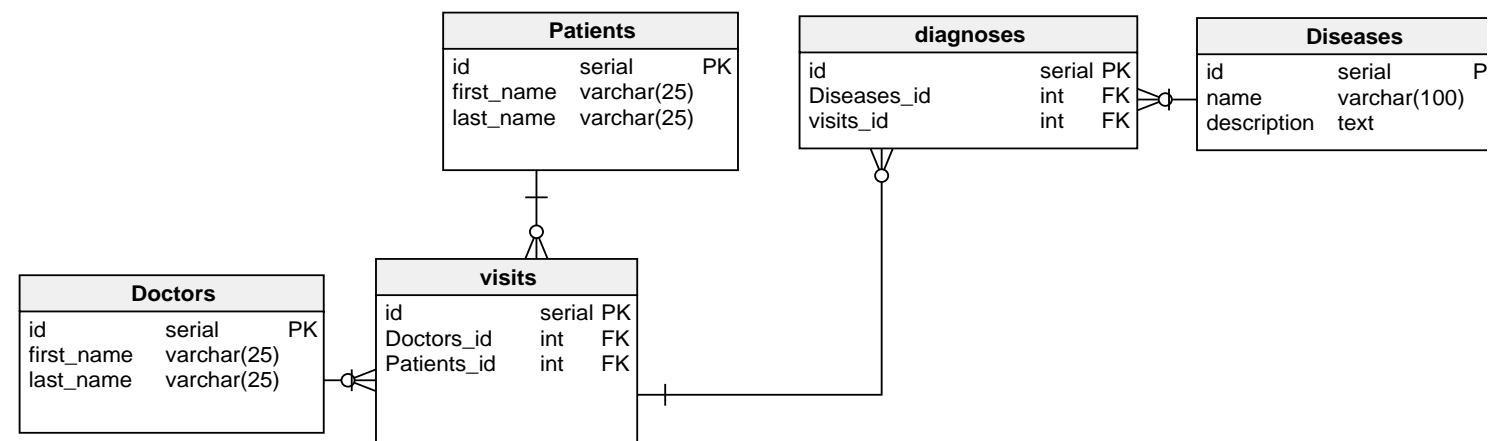 Patients
id serial PK
first_name varchar(25)
last_name varchar(25)
diagnoses
id serial PK
Diseases_id int FK
visits_id int FK
Diseases
id serial P
name varchar(100)
description text
Doctors
id serial PK
first_name varchar(25)
last_name varchar(25)
visits
id serial PK
Doctors_id int FK
Patients_id int FK